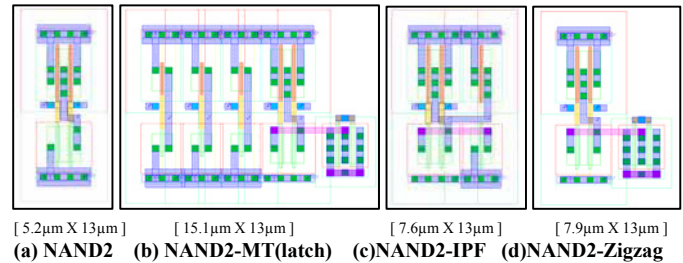 [ 5.2µm X 13µm ] [ 15.1µm X 13µm ] [ 7.6µm X 13µm ] [ 7.9µm X 13µm ]
(a) NAND2 (b) NAND2-MT(latch) (c)NAND2-IPF (d)NAND2-Zigzag